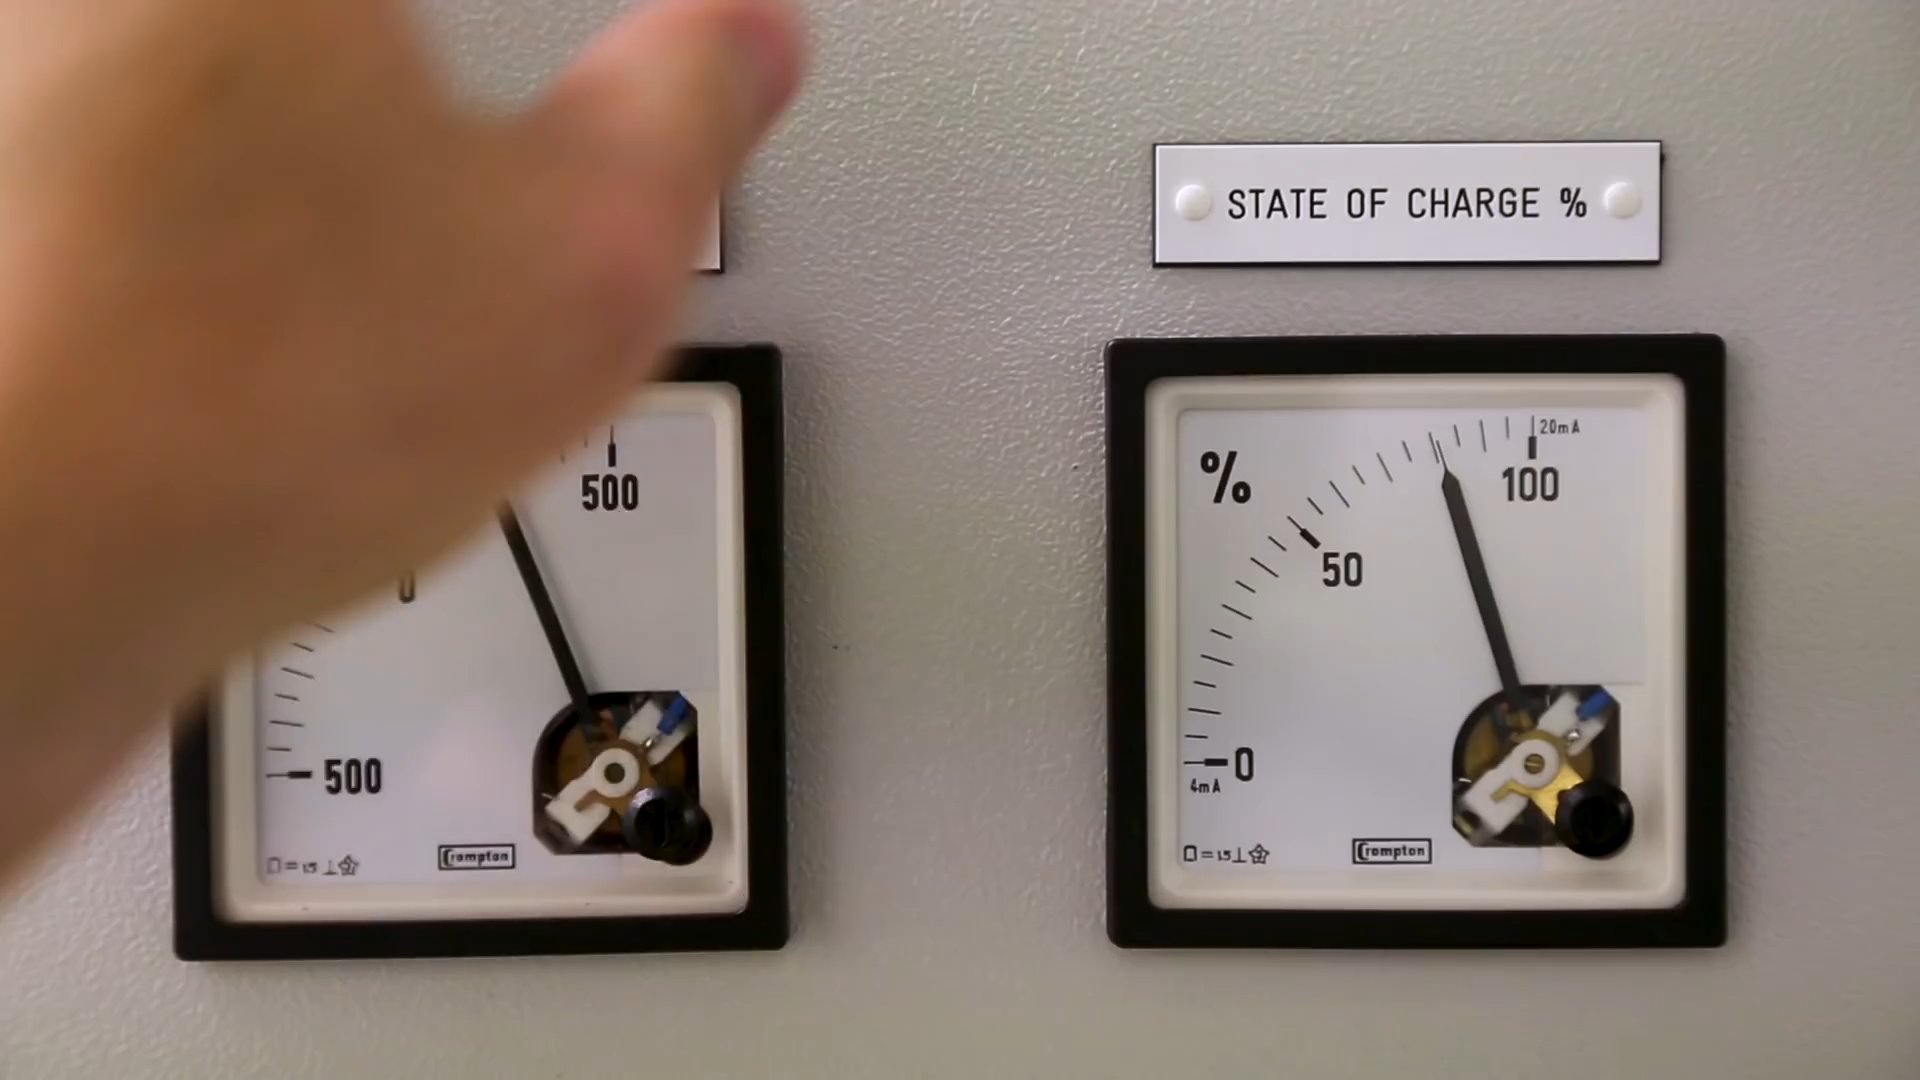 STATE OF CHARGE %
500
0
500
Crompton
%
20mA
100
50
0
4mA
Crompton